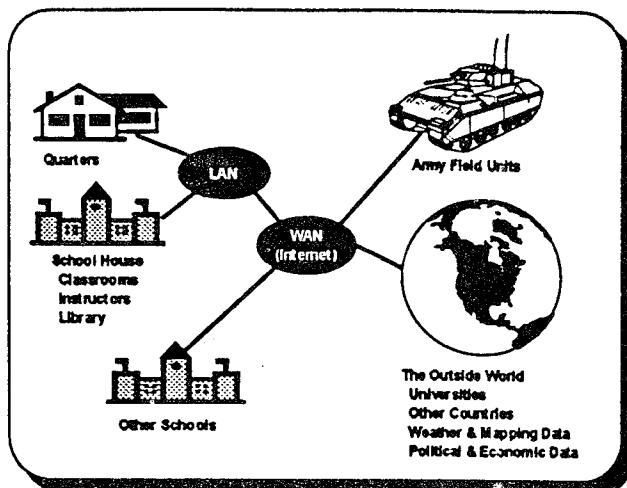 Quarters
LAN
Army Field Units
School House
Classrooms
Instructors
Library
WAN
(Internet)
Other Schools
The Outside World
Universities
Other Countries
Weather & Mapping Data
Political & Economic Data